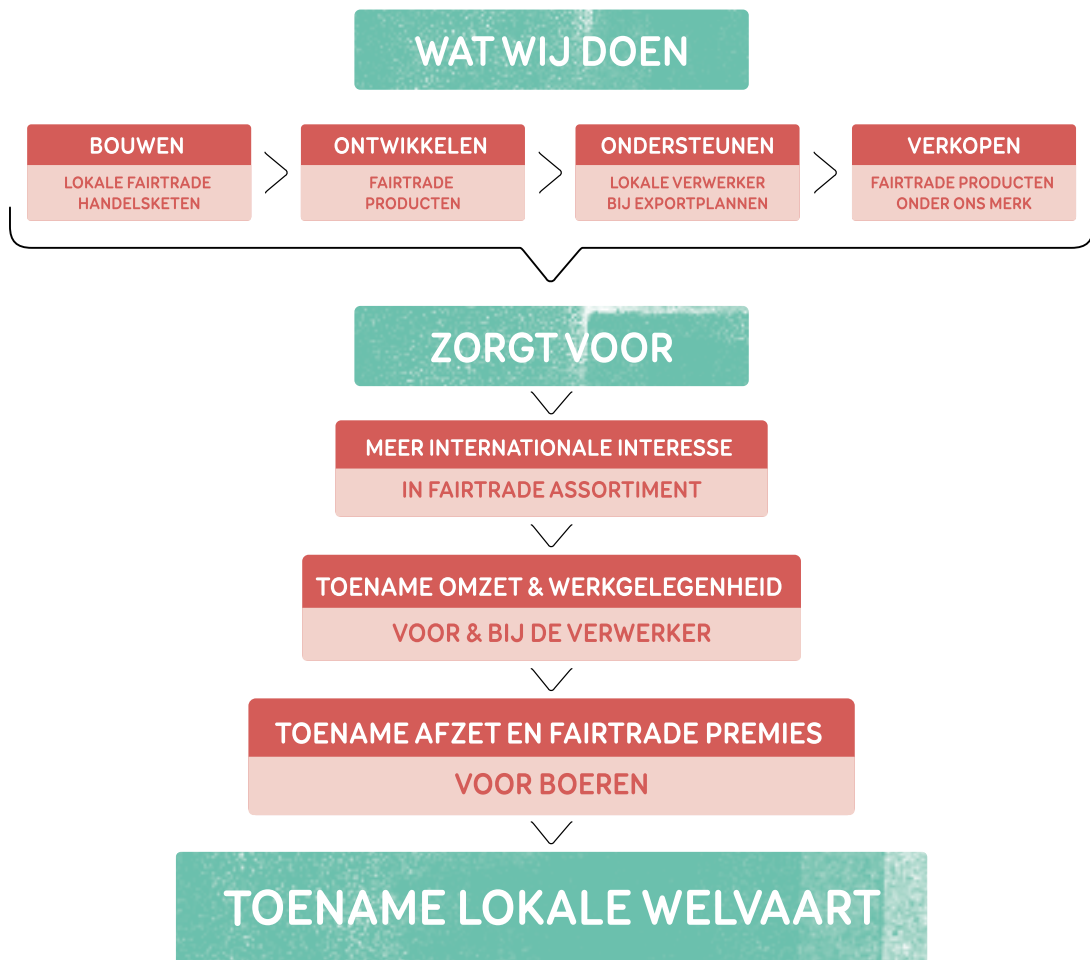 WAT WIJ DOEN
BOUWEN
LOKALE FAIRTRADE
HANDELSKETEN
ONTWIKKELEN
FAIRTRADE
PRODUCTEN
ONDERSTEUNEN
LOKALE VERWERKER
BIJ EXPORTPLANNEN
VERKOPEN
FAIRTRADE PRODUCTEN
ONDER ONS MERK
ZORGT VOOR
MEER INTERNATIONALE INTERESSE
IN FAIRTRADE ASSORTIMENT
TOENAME OMZET & WERKGELEGENHEID
VOOR & BIJ DE VERWERKER
TOENAME AFZET EN FAIRTRADE PREMIES
VOOR BOEREN
TOENAME LOKALE WELVAART